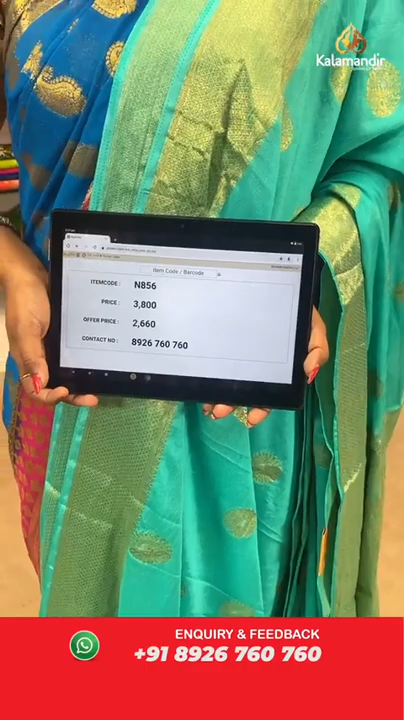 Kalamandir
Item Code / Barcode
ITEMCODE : N856
PRICE : 3,800
OFFER PRICE : 2,660
CONTACT NO : 8926 760 760
ENQUIRY & FEEDBACK
+91 8926 760 760